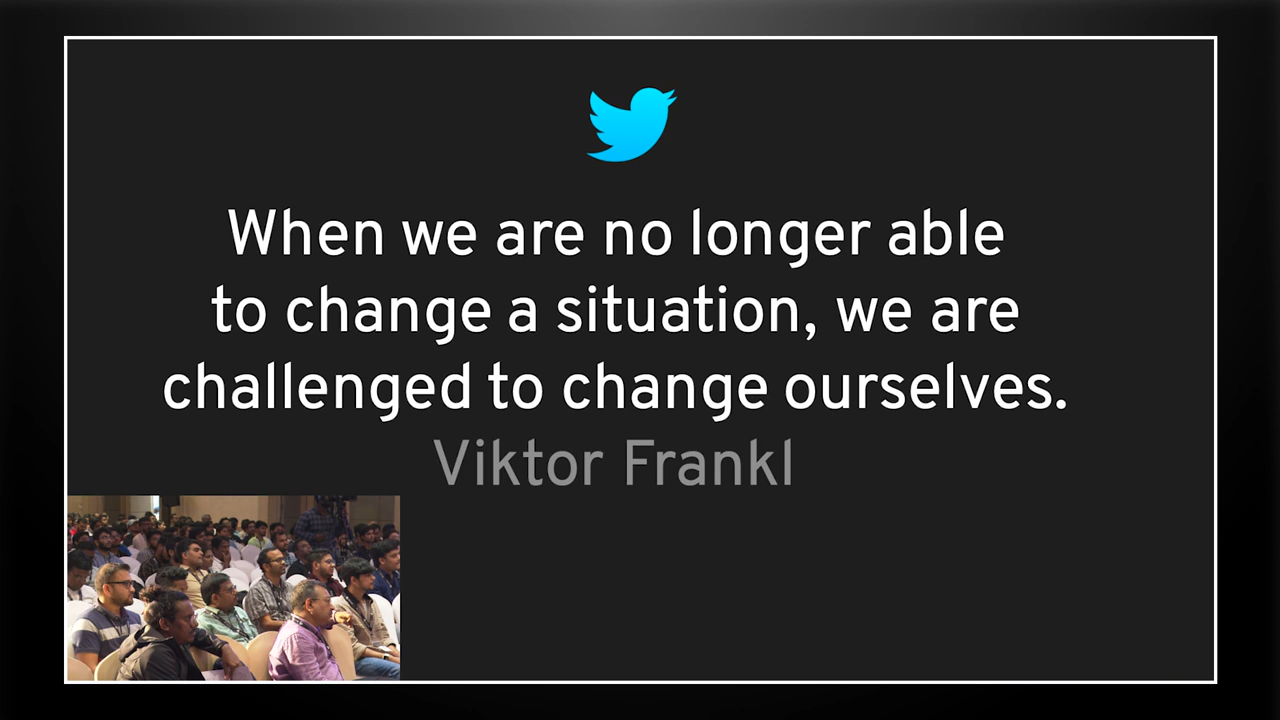 When we are no longer able
to change a situation, we are
challenged to change ourselves.
Viktor Frankl